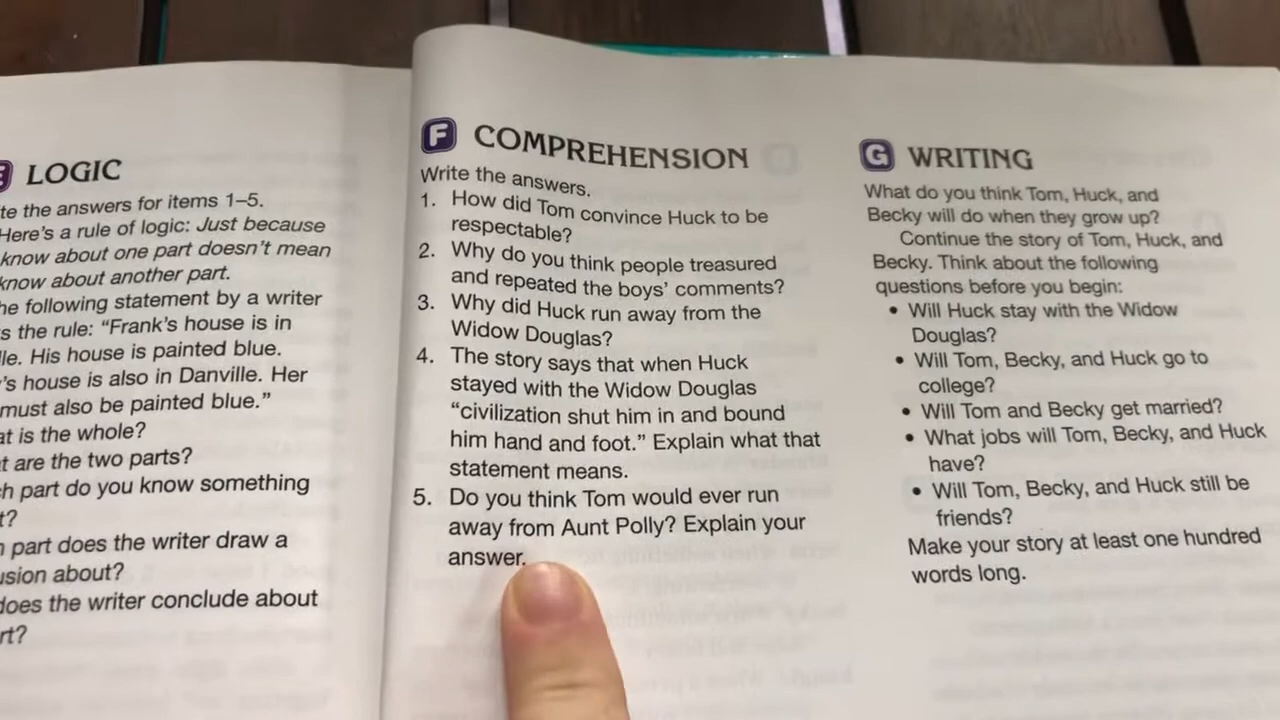 LOGIC
te the answers for items 1–5.
Here's a rule of logic: Just because
know about one part doesn't mean
know about another part.
he following statement by a writer
s the rule: “Frank's house is in
le. His house is painted blue.
's house is also in Danville. Her
must also be painted blue.”
at is the whole?
t are the two parts?
ch part do you know something
t?
n part does the writer draw a
usion about?
does the writer conclude about
rt?
F COMPREHENSION
Write the answers.
1. How did Tom convince Huck to be
respectable?
2. Why do you think people treasured
and repeated the boys' comments?
3. Why did Huck run away from the
Widow Douglas?
4. The story says that when Huck
stayed with the Widow Douglas
“civilization shut him in and bound
him hand and foot.” Explain what that
statement means.
5. Do you think Tom would ever run
away from Aunt Polly? Explain your
answer.
G WRITING
What do you think Tom, Huck, and
Becky will do when they grow up?
Continue the story of Tom, Huck, and
Becky. Think about the following
questions before you begin:
• Will Huck stay with the Widow
Douglas?
• Will Tom, Becky, and Huck go to
college?
• Will Tom and Becky get married?
• What jobs will Tom, Becky, and Huck
have?
• Will Tom, Becky, and Huck still be
friends?
Make your story at least one hundred
words long.